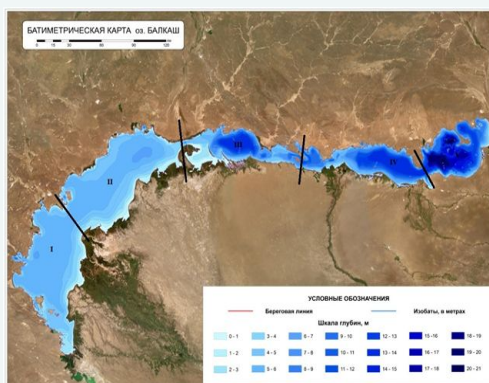 БАТИМЕТРИЧЕСКАЯ КАРТА оз. БАЛКАШ
III
II
IV
I
УСЛОВНЫЕ ОБОЗНАЧЕНИЯ
Береговая линия
Изобаты, в метрах
Шкала глубин, м
0 - 1 3 - 4 6 - 7 9 - 10 12 - 13 15 - 16 18 - 19
1 - 2 4 - 5 7 - 8 10 - 11 13 - 14 16 - 17 19 - 20
2 - 3 5 - 6 8 - 9 11 - 12 14 - 15 17 - 18 20 - 21